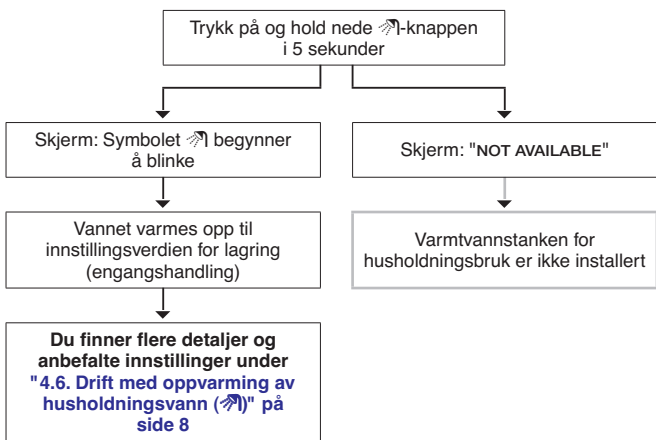 Trykk på og hold nede -knappen
i 5 sekunder
Skjerm: Symbolet begynner
å blinke
Skjerm: "NOT AVAILABLE"
Vannet varmes opp til
innstillingsverdien for lagring
(engangshandling)
Varmtvannstanken for
husholdningsbruk er ikke installert
Du finner flere detaljer og
anbefalte innstillinger under
"4.6. Drift med oppvarming av
husholdningsvann ()" på
side 8